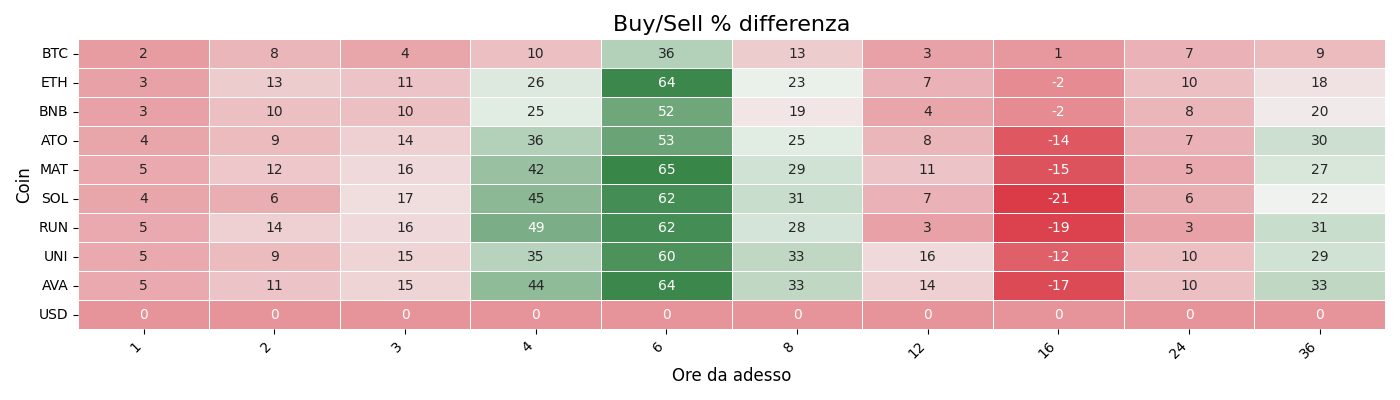 Buy/Sell % differenza
Coin
BTC 2 8 4 10 36 13 3 1 7 9
ETH 3 13 11 26 64 23 7 -2 10 18
BNB 3 10 10 25 52 19 4 -2 8 20
ATO 4 9 14 36 53 25 8 -14 7 30
MAT 5 12 16 42 65 29 11 -15 5 27
SOL 4 6 17 45 62 31 7 -21 6 22
RUN 5 14 16 49 62 28 3 -19 3 31
UNI 5 9 15 35 60 33 16 -12 10 29
AVA 5 11 15 44 64 33 14 -17 10 33
USD 0 0 0 0 0 0 0 0 0 0
1 2 3 4 6 8 12 16 24 36
Ore da adesso